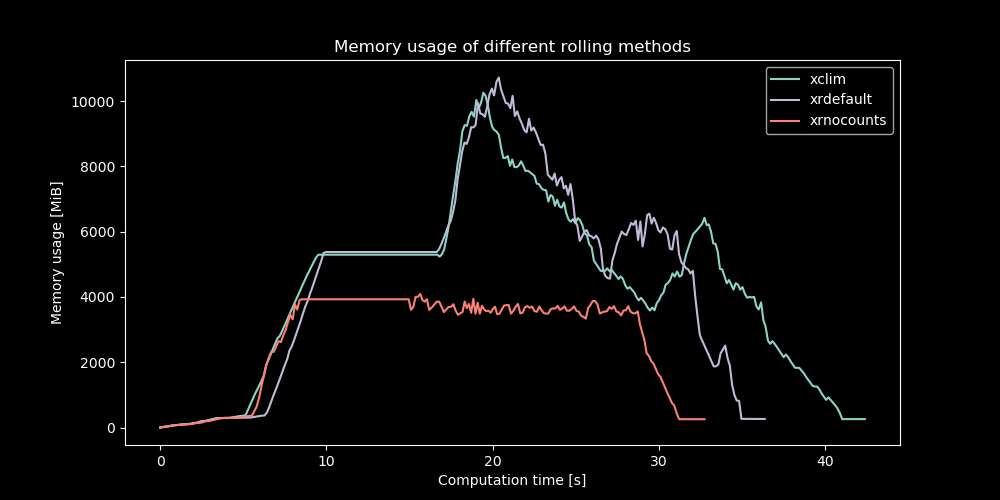 Memory usage of different rolling methods
xclim
xrdefault
xrnocounts
Memory usage [MiB]
10000
8000
6000
4000
2000
0
0 10 20 30 40
Computation time [s]